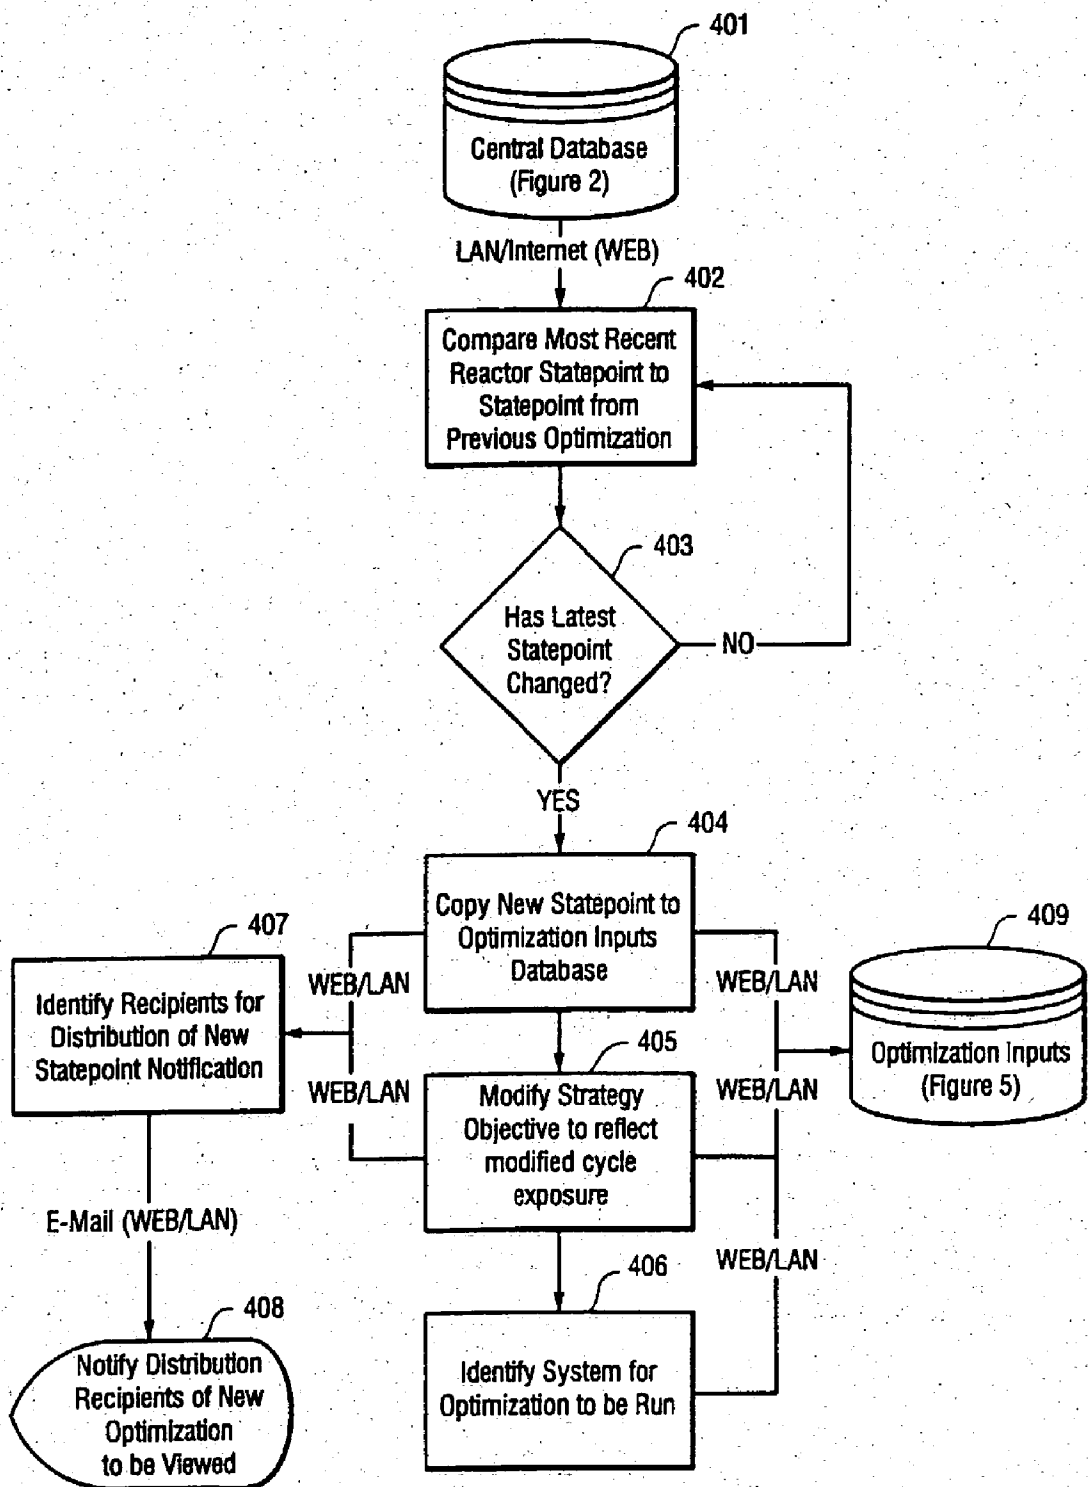 401
Central Database
(Figure 2)
LAN/Internet (WEB)
402
Compare Most Recent
Reactor Statepoint to
Statepoint from
Previous Optimization
403
Has Latest
Statepoint
Changed?
NO
YES
404
Copy New Statepoint to
Optimization Inputs
Database
407
Identify Recipients for
Distribution of New
Statepoint Notification
WEB/LAN
WEB/LAN
WEB/LAN
WEB/LAN
409
Optimization Inputs
(Figure 5)
405
Modify Strategy
Objective to reflect
modified cycle
exposure
E-Mail (WEB/LAN)
WEB/LAN
406
Identify System for
Optimization to be Run
408
Notify Distribution
Recipients of New
Optimization
to be Viewed